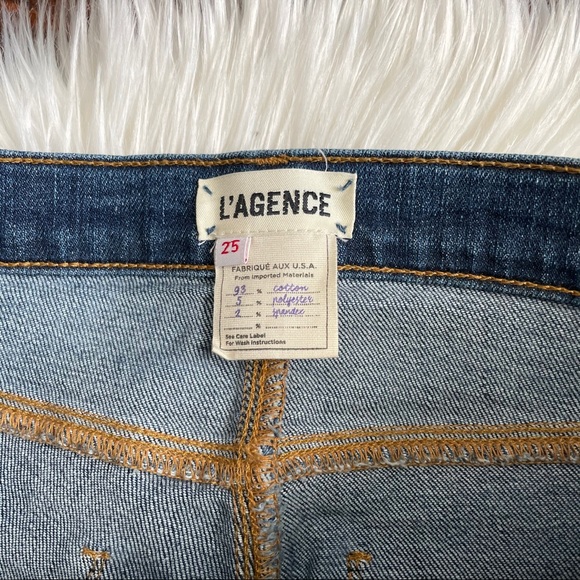 L'AGENCE
25
FABRIQUÉ AUX U.S.A.
From Imported Materials
93 % cotton
5 % polyester
2 % spandex
%
See Care Label
For Wash Instructions